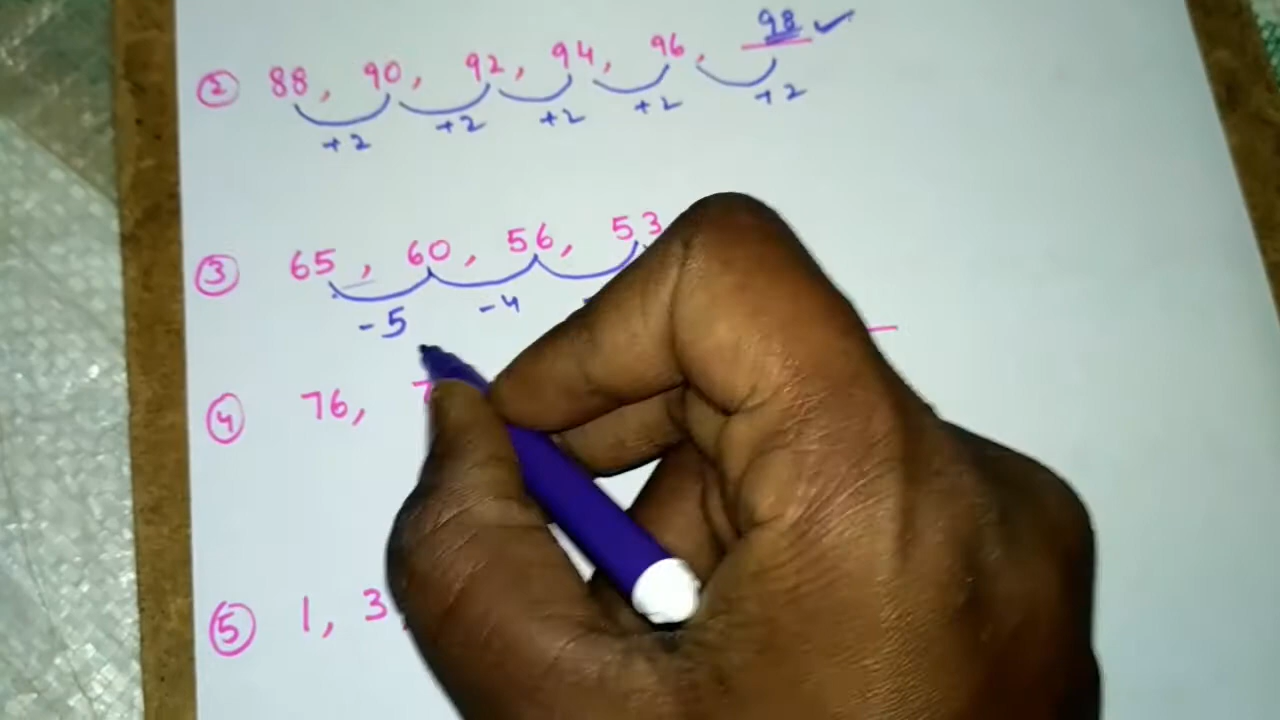 ② 88, 90, 92, 94, 96, 98 ✓
+2 +2 +2 +2 +2
③ 65, 60, 56, 53
-5 -4
④ 76, 7
⑤ 1, 3,